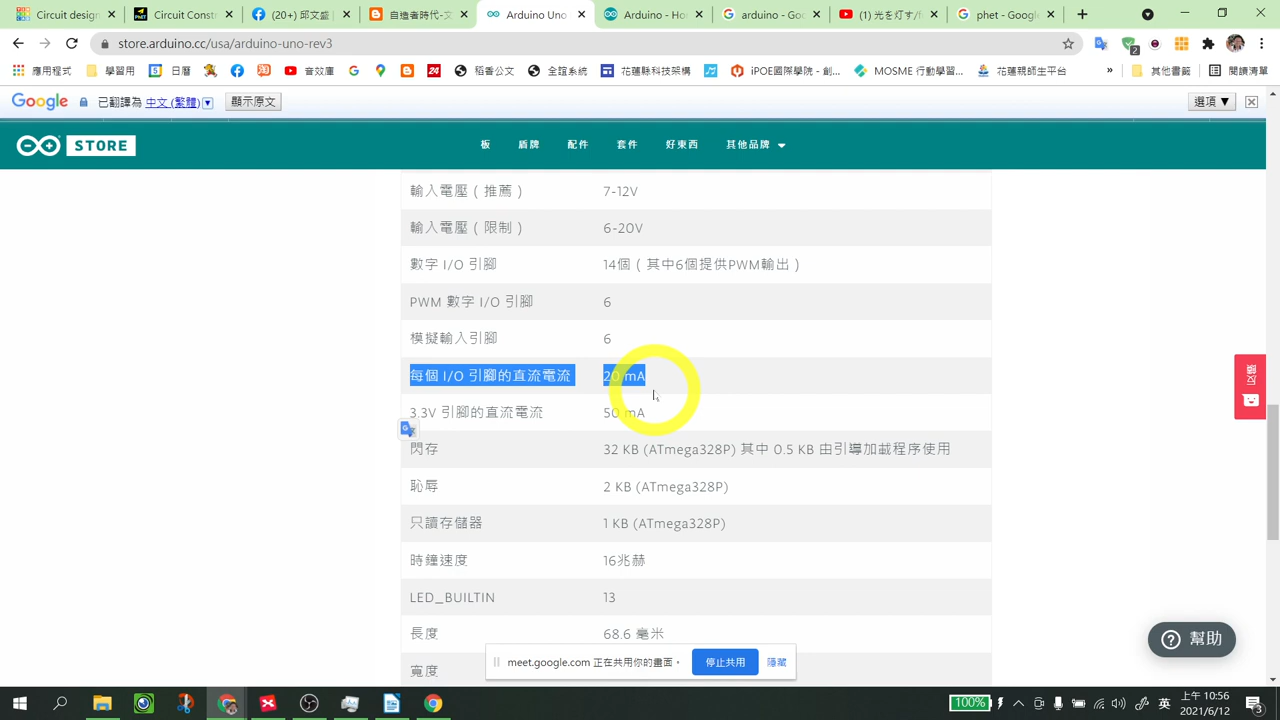 Circuit design
Circuit Constr
(20+) 邱文盛 |
自造者時代-文
Arduino Uno
Arduino - Ho
arduino - Goo
(1) 光を灯す/f
phet - Google
store.arduino.cc/usa/arduino-uno-rev3
2
應用程式
學習用
日曆
音效庫
稻香公文
全誼系統
花蓮縣科技架構
iPOE國際學院 - 創...
MOSME 行動學習...
花蓮親師生平台
»
其他書籤
閱讀清單
Google 已翻譯為 中文 (繁體) ▼ 顯示原文 選項 ▼
STORE 板 盾牌 配件 套件 好東西 其他品牌
輸入電壓（推薦） 7-12V
輸入電壓（限制） 6-20V
數字 I/O 引腳 14個（其中6個提供PWM輸出）
PWM 數字 I/O 引腳 6
模擬輸入引腳 6
每個 I/O 引腳的直流電流 20 mA
3.3V 引腳的直流電流 50 mA
閃存 32 KB (ATmega328P) 其中 0.5 KB 由引導加載程序使用
恥辱 2 KB (ATmega328P)
只讀存儲器 1 KB (ATmega328P)
時鐘速度 16兆赫
LED_BUILTIN 13
長度 68.6 毫米
寬度
反饋
幫助
meet.google.com 正在共用你的畫面。 停止共用 隱藏
100%
英
上午 10:56
2021/6/12
3